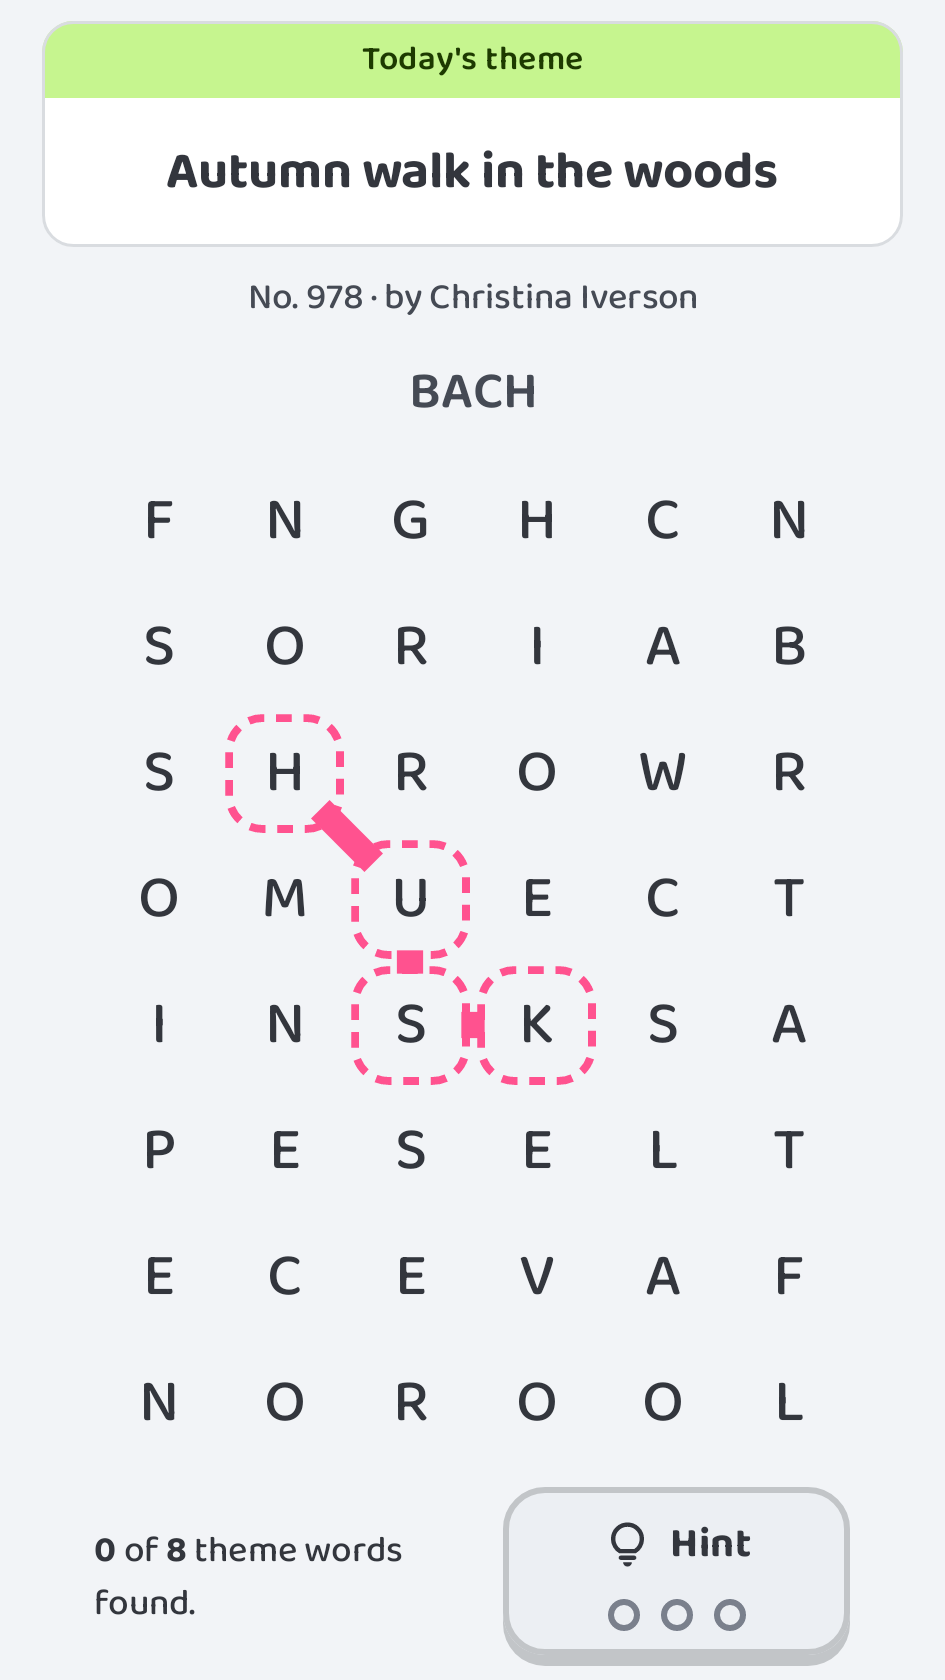 Today's theme
Autumn walk in the woods
No. 978 · by Christina Iverson
BACH
F N G H C N
S O R I A B
S H R O W R
O M U E C T
I N S K S A
P E S E L T
E C E V A F
N O R O O L
0 of 8 theme words
found.
Hint